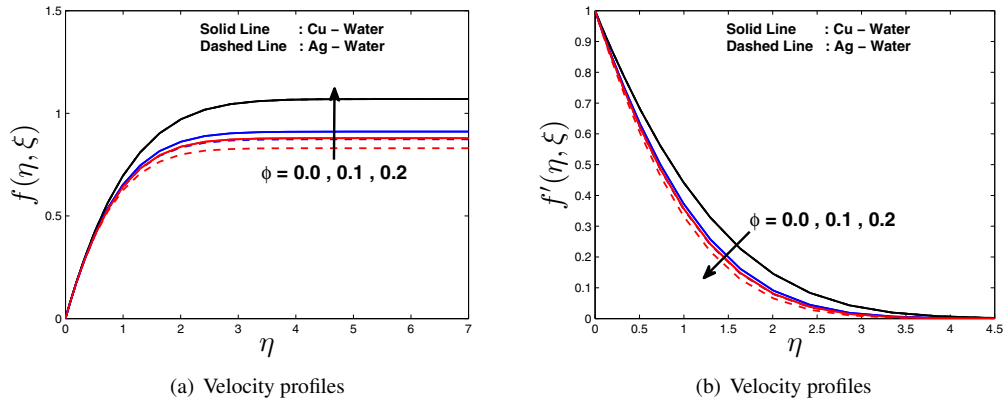 Solid Line : Cu – Water
Dashed Line : Ag – Water
1.5
1
0.5
0
f(η, ξ)
ϕ = 0.0 , 0.1 , 0.2
0 1 2 3 4 5 6 7
η
(a) Velocity profiles
Solid Line : Cu – Water
Dashed Line : Ag – Water
1
0.9
0.8
0.7
0.6
0.5
0.4
0.3
0.2
0.1
0
f′(η, ξ)
ϕ = 0.0 , 0.1 , 0.2
0 0.5 1 1.5 2 2.5 3 3.5 4 4.5
η
(b) Velocity profiles